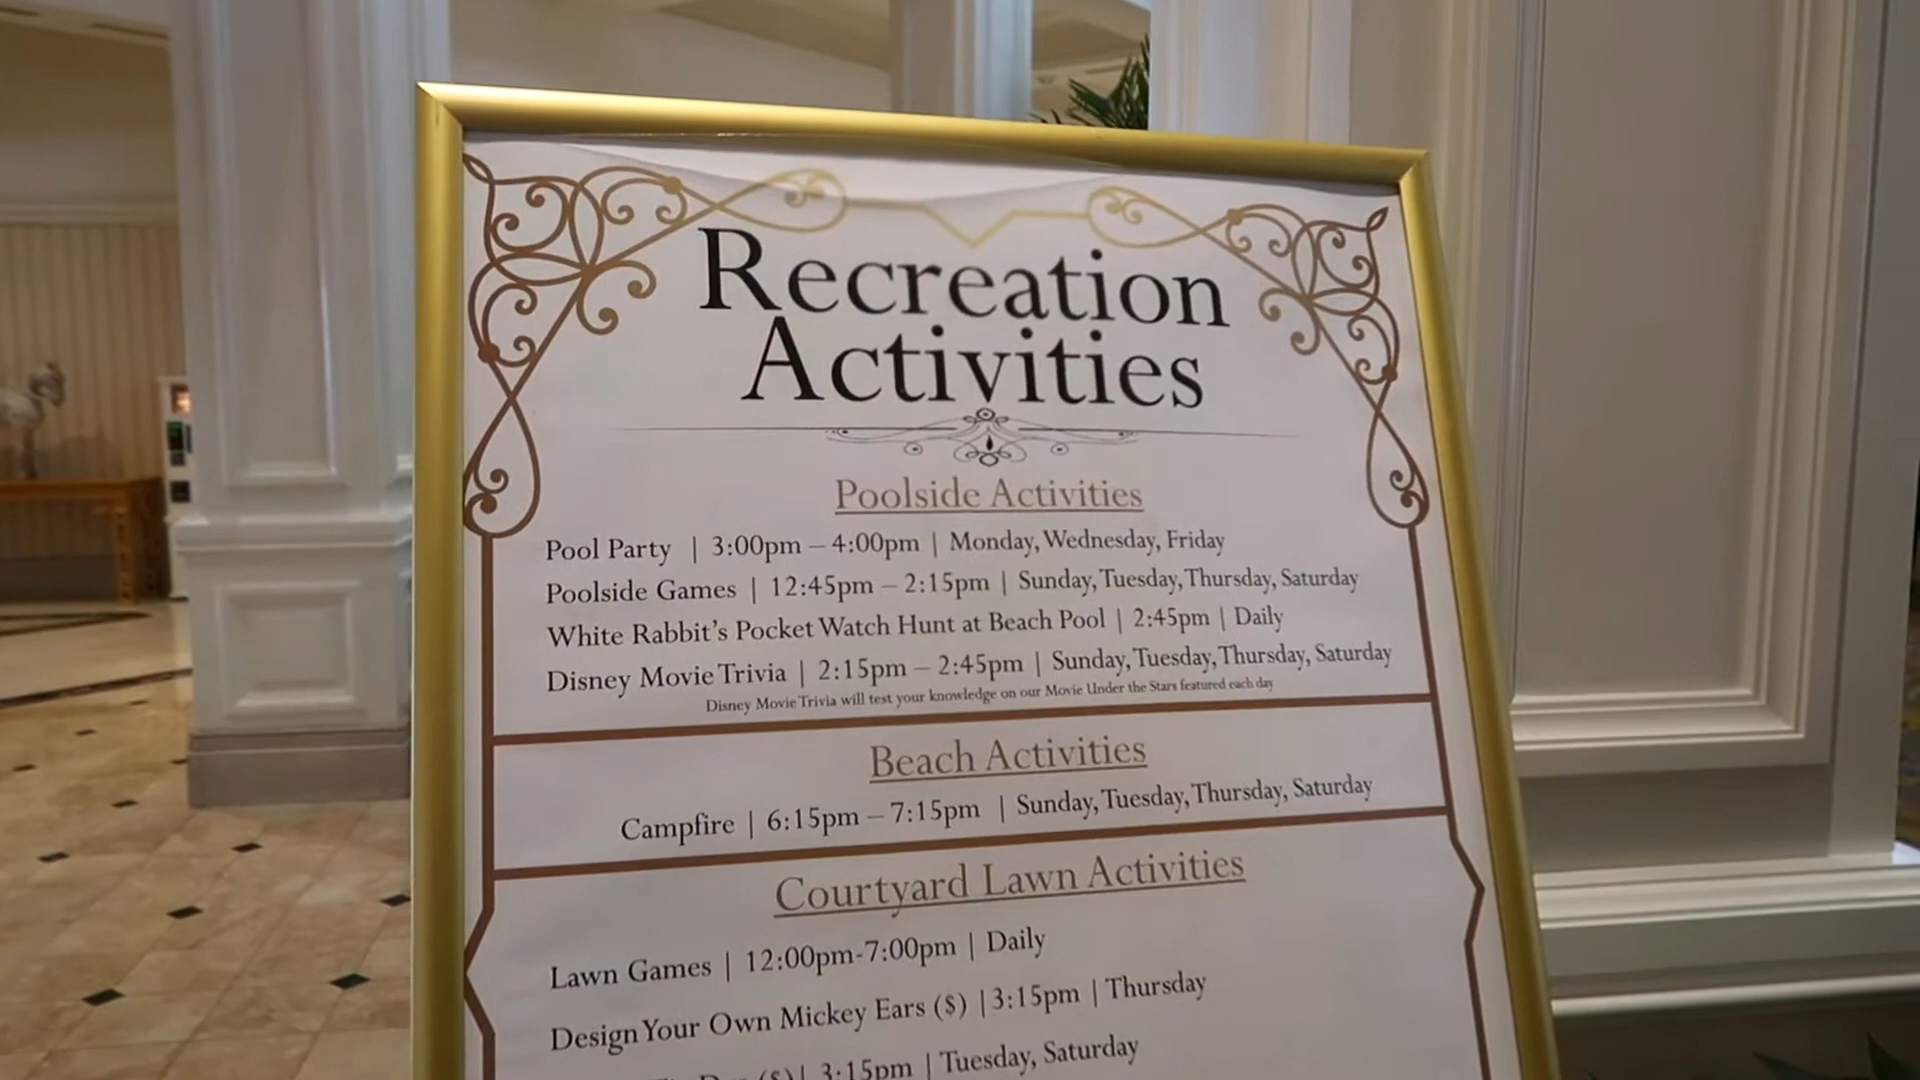 Recreation
Activities
Poolside Activities
Pool Party | 3:00pm – 4:00pm | Monday, Wednesday, Friday
Poolside Games | 12:45pm – 2:15pm | Sunday, Tuesday, Thursday, Saturday
White Rabbit's Pocket Watch Hunt at Beach Pool | 2:45pm | Daily
Disney Movie Trivia | 2:15pm – 2:45pm | Sunday, Tuesday, Thursday, Saturday
Disney Movie Trivia will test your knowledge on our Movie Under the Stars featured each day
Beach Activities
Campfire | 6:15pm – 7:15pm | Sunday, Tuesday, Thursday, Saturday
Courtyard Lawn Activities
Lawn Games | 12:00pm-7:00pm | Daily
Design Your Own Mickey Ears ($) | 3:15pm | Thursday
($) | 3:15pm | Tuesday, Saturday